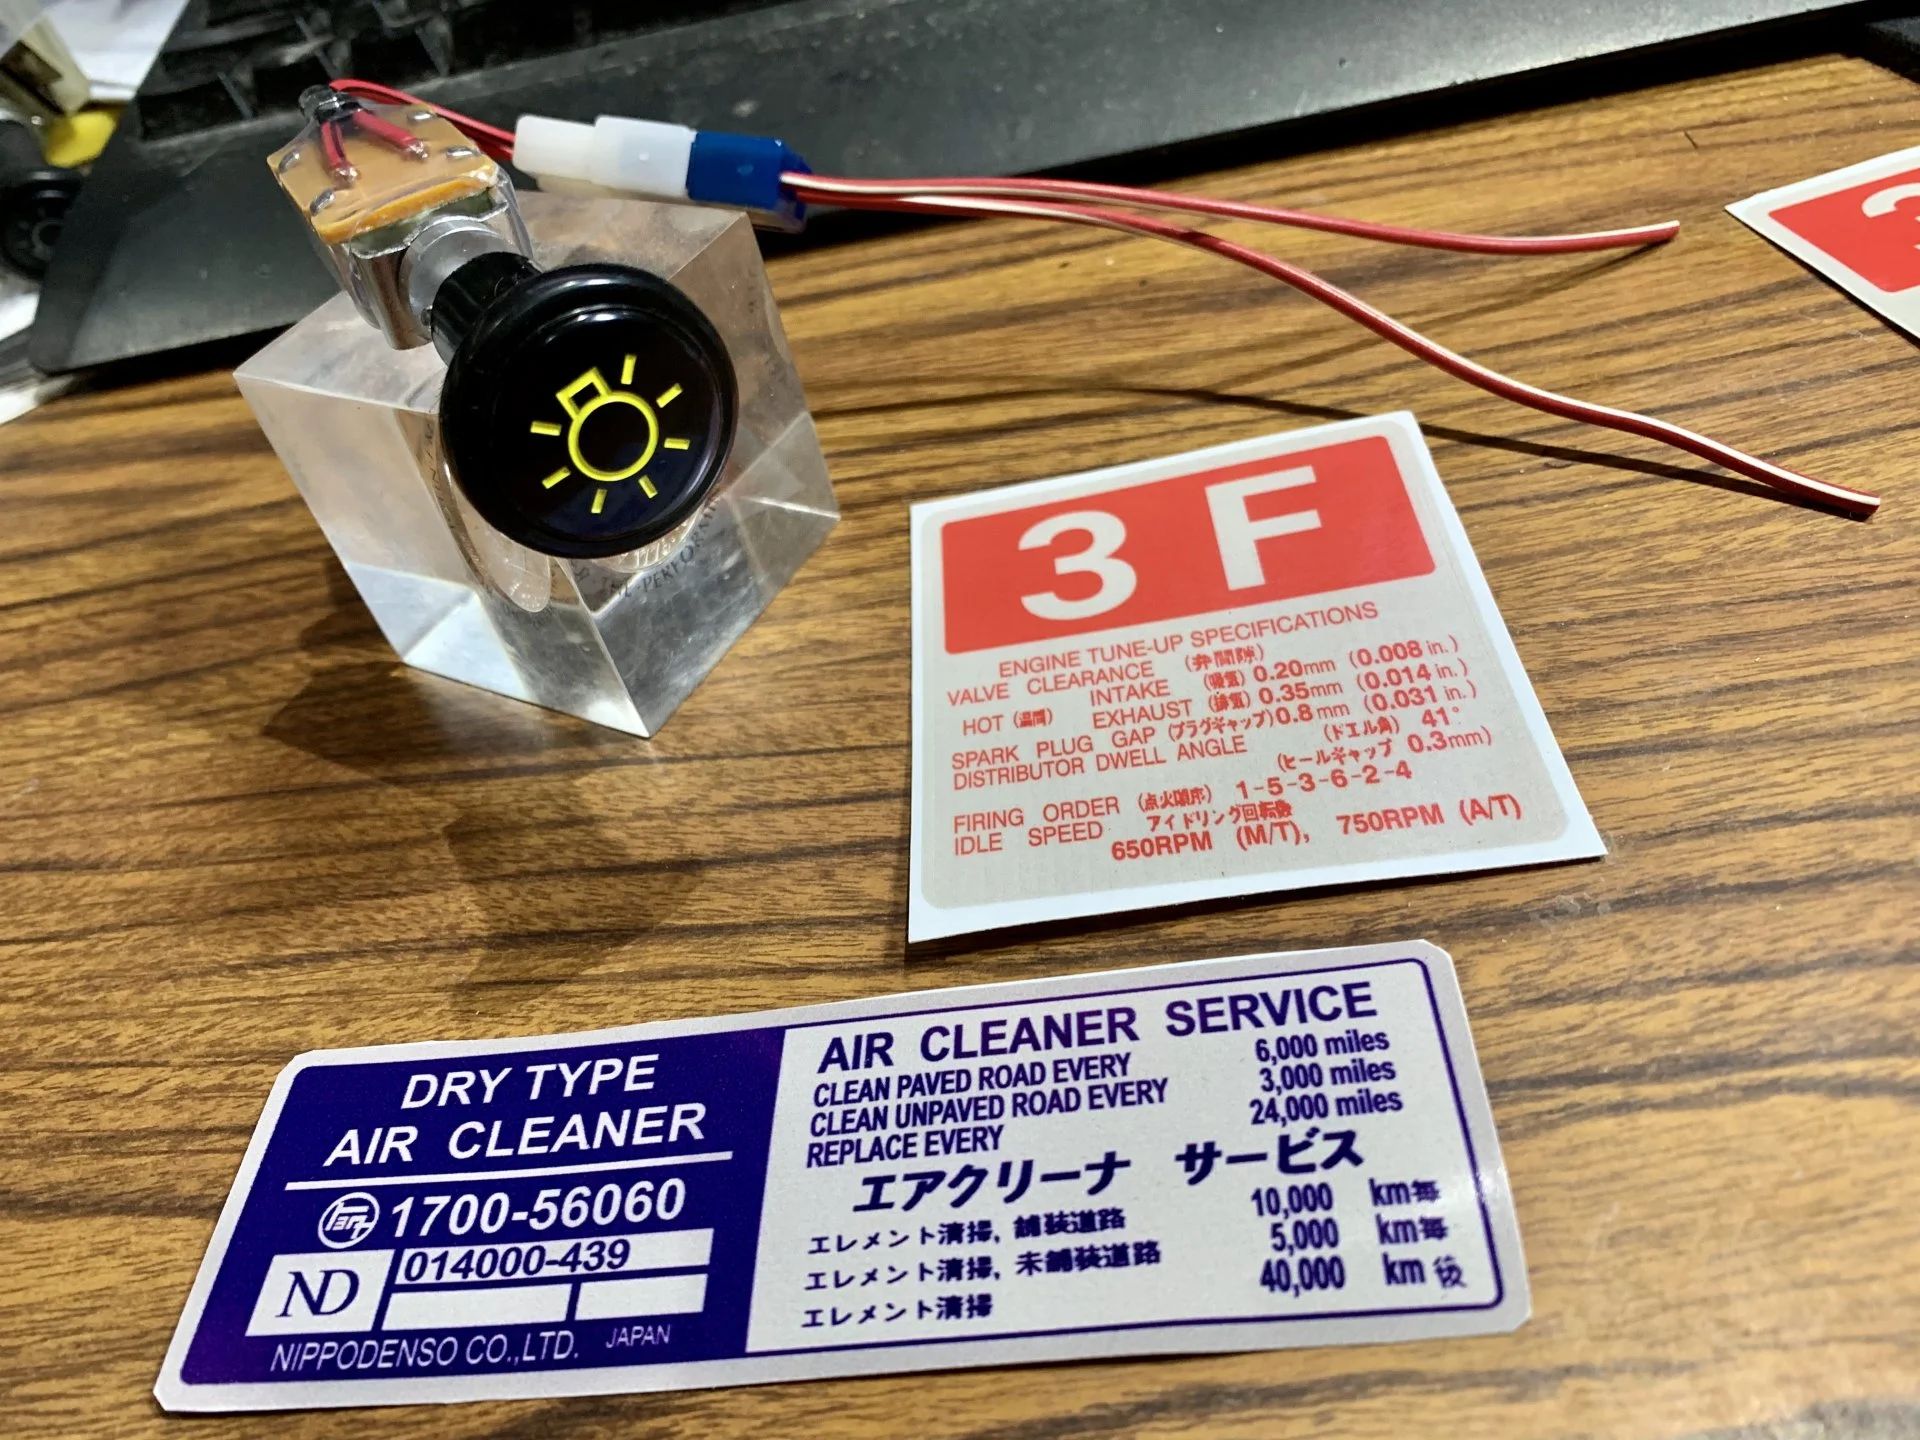 3 F
ENGINE TUNE-UP SPECIFICATIONS
VALVE CLEARANCE (弁間隙)
INTAKE (吸気) 0.20mm (0.008 in.)
HOT (温間) EXHAUST (排気) 0.35mm (0.014 in.)
SPARK PLUG GAP (プラグギャップ) 0.8mm (0.031 in.)
DISTRIBUTOR DWELL ANGLE (ドエル角) 41°
(ヒールギャップ 0.3mm)
FIRING ORDER (点火順序) 1-5-3-6-2-4
IDLE SPEED アイドリング回転数
650RPM (M/T), 750RPM (A/T)
3
THE PERFORM
DRY TYPE
AIR CLEANER
TEQ 1700-56060
ND 014000-439
NIPPODENSO CO.,LTD. JAPAN
AIR CLEANER SERVICE
CLEAN PAVED ROAD EVERY 6,000 miles
CLEAN UNPAVED ROAD EVERY 3,000 miles
REPLACE EVERY 24,000 miles
エアクリーナ サービス
エレメント清掃, 舗装道路 10,000 km毎
エレメント清掃, 未舗装道路 5,000 km毎
エレメント清掃 40,000 km後